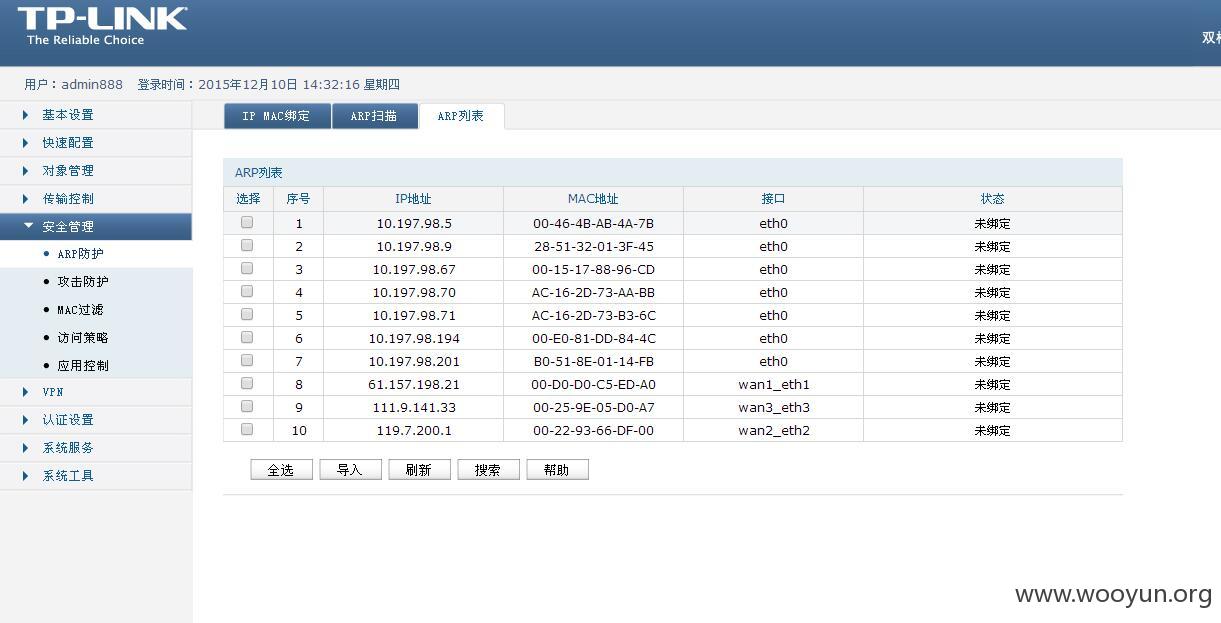 TP-LINK
The Reliable Choice
用户：admin888 登录时间：2015年12月10日 14:32:16 星期四
基本设置
快速配置
对象管理
传输控制
安全管理
ARP防护
攻击防护
MAC过滤
访问策略
应用控制
VPN
认证设置
系统服务
系统工具
IP MAC绑定 ARP扫描 ARP列表
ARP列表
选择 序号 IP地址 MAC地址 接口 状态
1 10.197.98.5 00-46-4B-AB-4A-7B eth0 未绑定
2 10.197.98.9 28-51-32-01-3F-45 eth0 未绑定
3 10.197.98.67 00-15-17-88-96-CD eth0 未绑定
4 10.197.98.70 AC-16-2D-73-AA-BB eth0 未绑定
5 10.197.98.71 AC-16-2D-73-B3-6C eth0 未绑定
6 10.197.98.194 00-E0-81-DD-84-4C eth0 未绑定
7 10.197.98.201 B0-51-8E-01-14-FB eth0 未绑定
8 61.157.198.21 00-D0-D0-C5-ED-A0 wan1_eth1 未绑定
9 111.9.141.33 00-25-9E-05-D0-A7 wan3_eth3 未绑定
10 119.7.200.1 00-22-93-66-DF-00 wan2_eth2 未绑定
全选 导入 刷新 搜索 帮助
www.wooyun.org